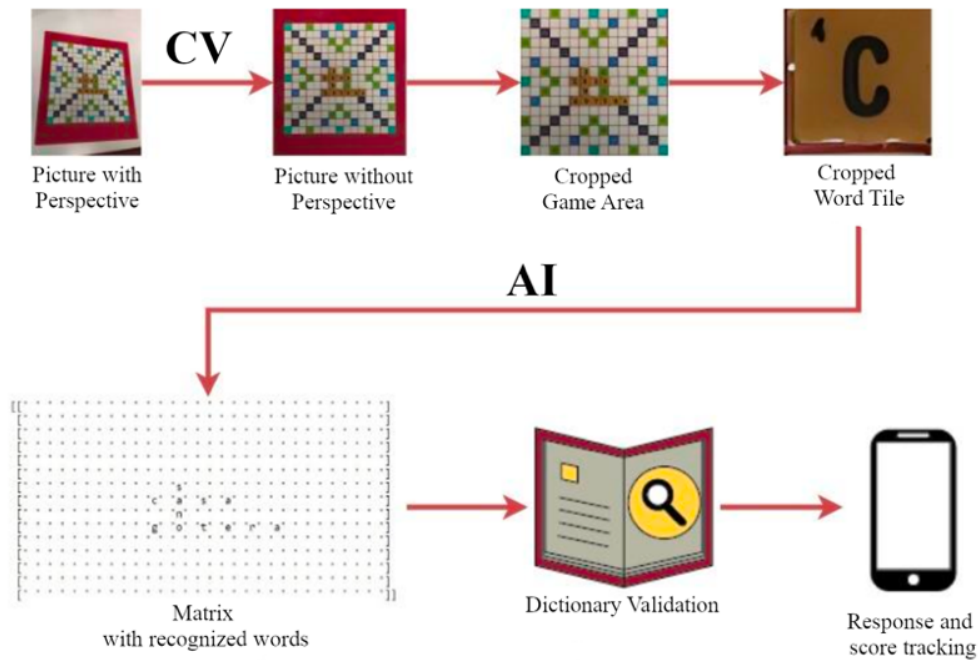 CV
Picture with
Perspective
Picture without
Perspective
Cropped
Game Area
4
C
Cropped
Word Tile
AI
s
c a s a
n
g o t e r a
Matrix
with recognized words
Dictionary Validation
Response and
score tracking